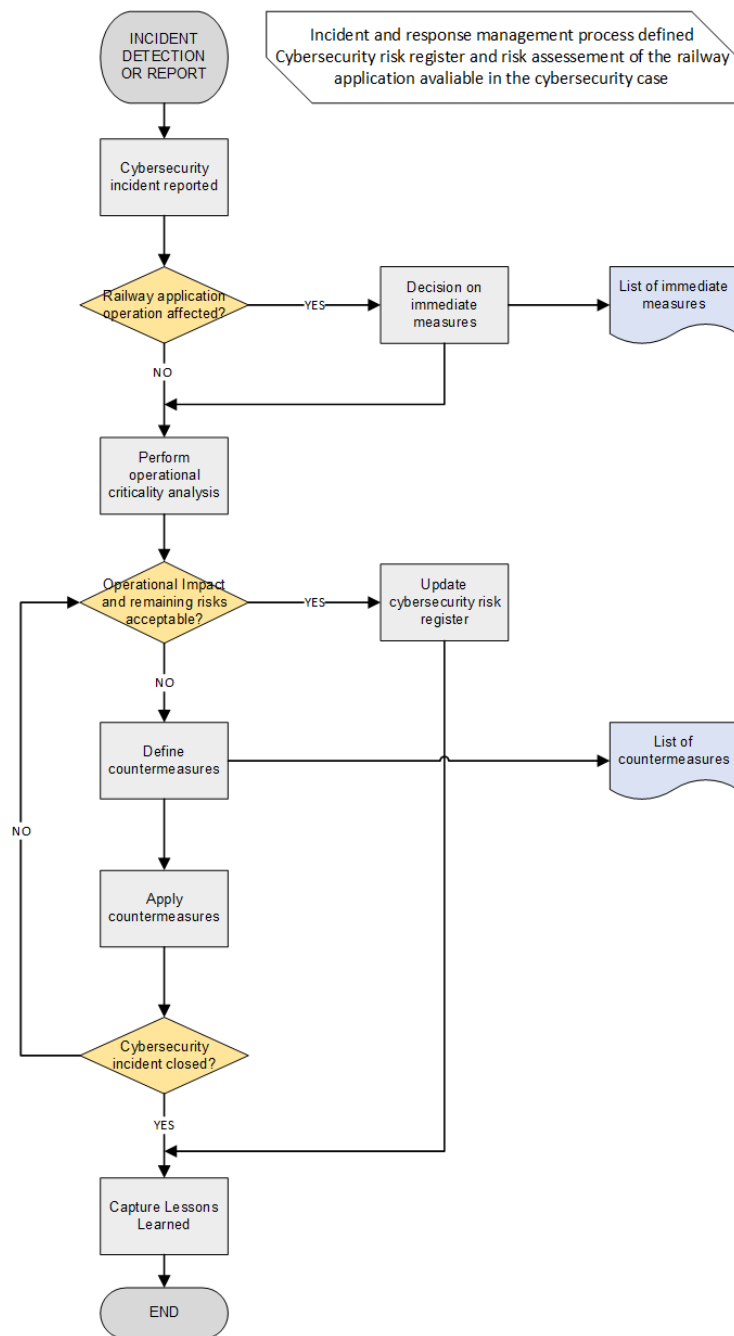 INCIDENT
DETECTION
OR REPORT
Incident and response management process defined
Cybersecurity risk register and risk assessement of the railway
application avaliable in the cybersecurity case
Cybersecurity
incident reported
Railway application
operation affected?
YES
Decision on
immediate
measures
List of immediate
measures
NO
Perform
operational
criticality analysis
Operational Impact
and remaining risks
acceptable?
YES
Update
cybersecurity risk
register
NO
Define
countermeasures
List of
countermeasures
NO
Apply
countermeasures
Cybersecurity
incident closed?
YES
Capture Lessons
Learned
END